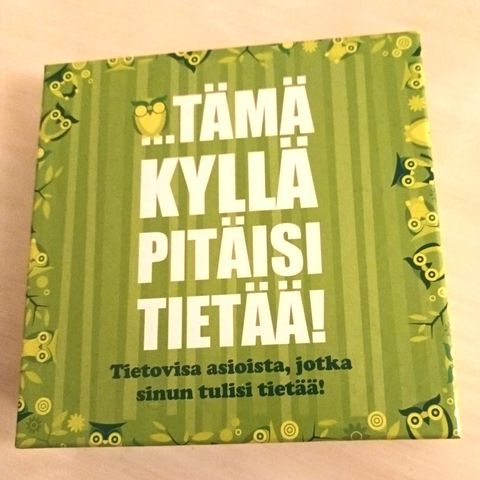 ...TÄMÄ
KYLLÄ
PITÄISI
TIETÄÄ!
Tietovisa asioista, jotka
sinun tulisi tietää!